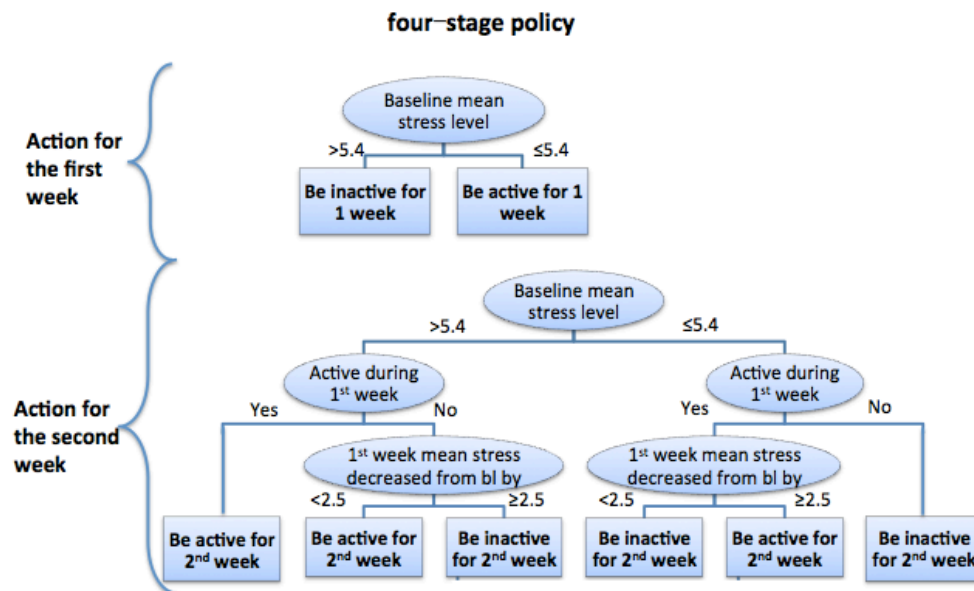 four−stage policy
Action for
the first
week
Baseline mean
stress level
>5.4
≤5.4
Be inactive for
1 week
Be active for 1
week
Action for
the second
week
Baseline mean
stress level
>5.4
≤5.4
Active during
1st week
Active during
1st week
Yes
No
Yes
No
1st week mean stress
decreased from bl by
1st week mean stress
decreased from bl by
<2.5
≥2.5
<2.5
≥2.5
Be active for
2nd week
Be active for
2nd week
Be inactive
for 2nd week
Be inactive
for 2nd week
Be active for
2nd week
Be inactive
for 2nd week